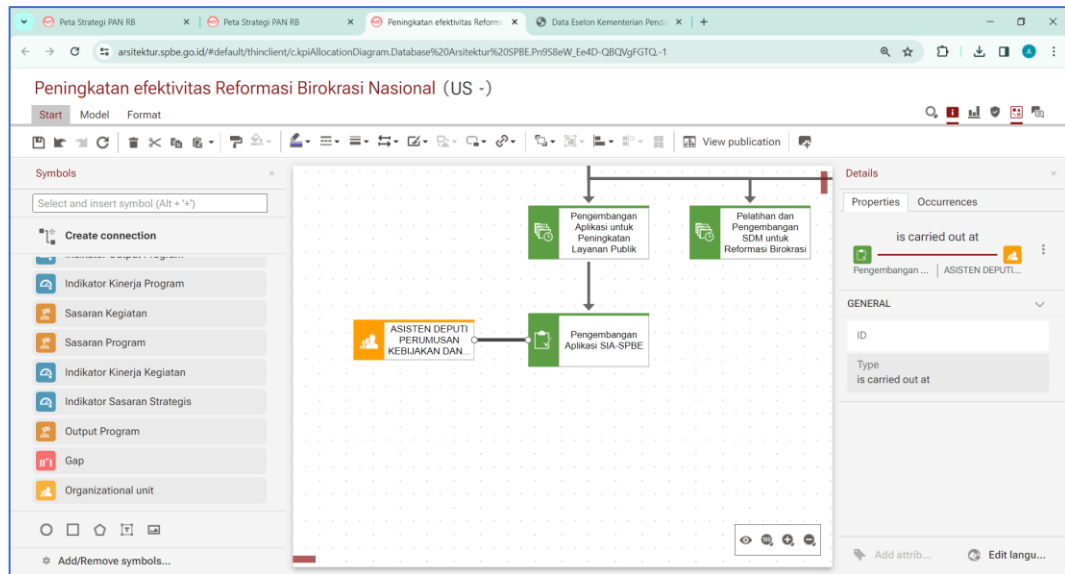 Peta Strategi PAN RB
Peta Strategi PAN RB
Peningkatan efektivitas Reform
Data Eselon Kementerian Penda
arsitektur.spbe.go.id/#default/thinclient/c.kpiAllocationDiagram.Database%20Arsitektur%20SPBE.Pn9S8eW_Ee4D-QBQVgFGTQ.-1
A
Peningkatan efektivitas Reformasi Birokrasi Nasional (US -)
Start Model Format
View publication
Symbols
Select and insert symbol (Alt + '+')
Create connection
Indikator Output Program
Indikator Kinerja Program
Sasaran Kegiatan
Sasaran Program
Indikator Kinerja Kegiatan
Indikator Sasaran Strategis
Output Program
Gap
Organizational unit
Add/Remove symbols...
Pengembangan
Aplikasi untuk
Peningkatan
Layanan Publik
Pelatihan dan
Pengembangan
SDM untuk
Reformasi Birokrasi
ASISTEN DEPUTI
PERUMUSAN
KEBIJAKAN DAN...
Pengembangan
Aplikasi SIA-SPBE
Details
Properties Occurrences
is carried out at
Pengembangan ... ASISTEN DEPUTI...
GENERAL
ID
Type
is carried out at
Add attrib...
Edit langu...